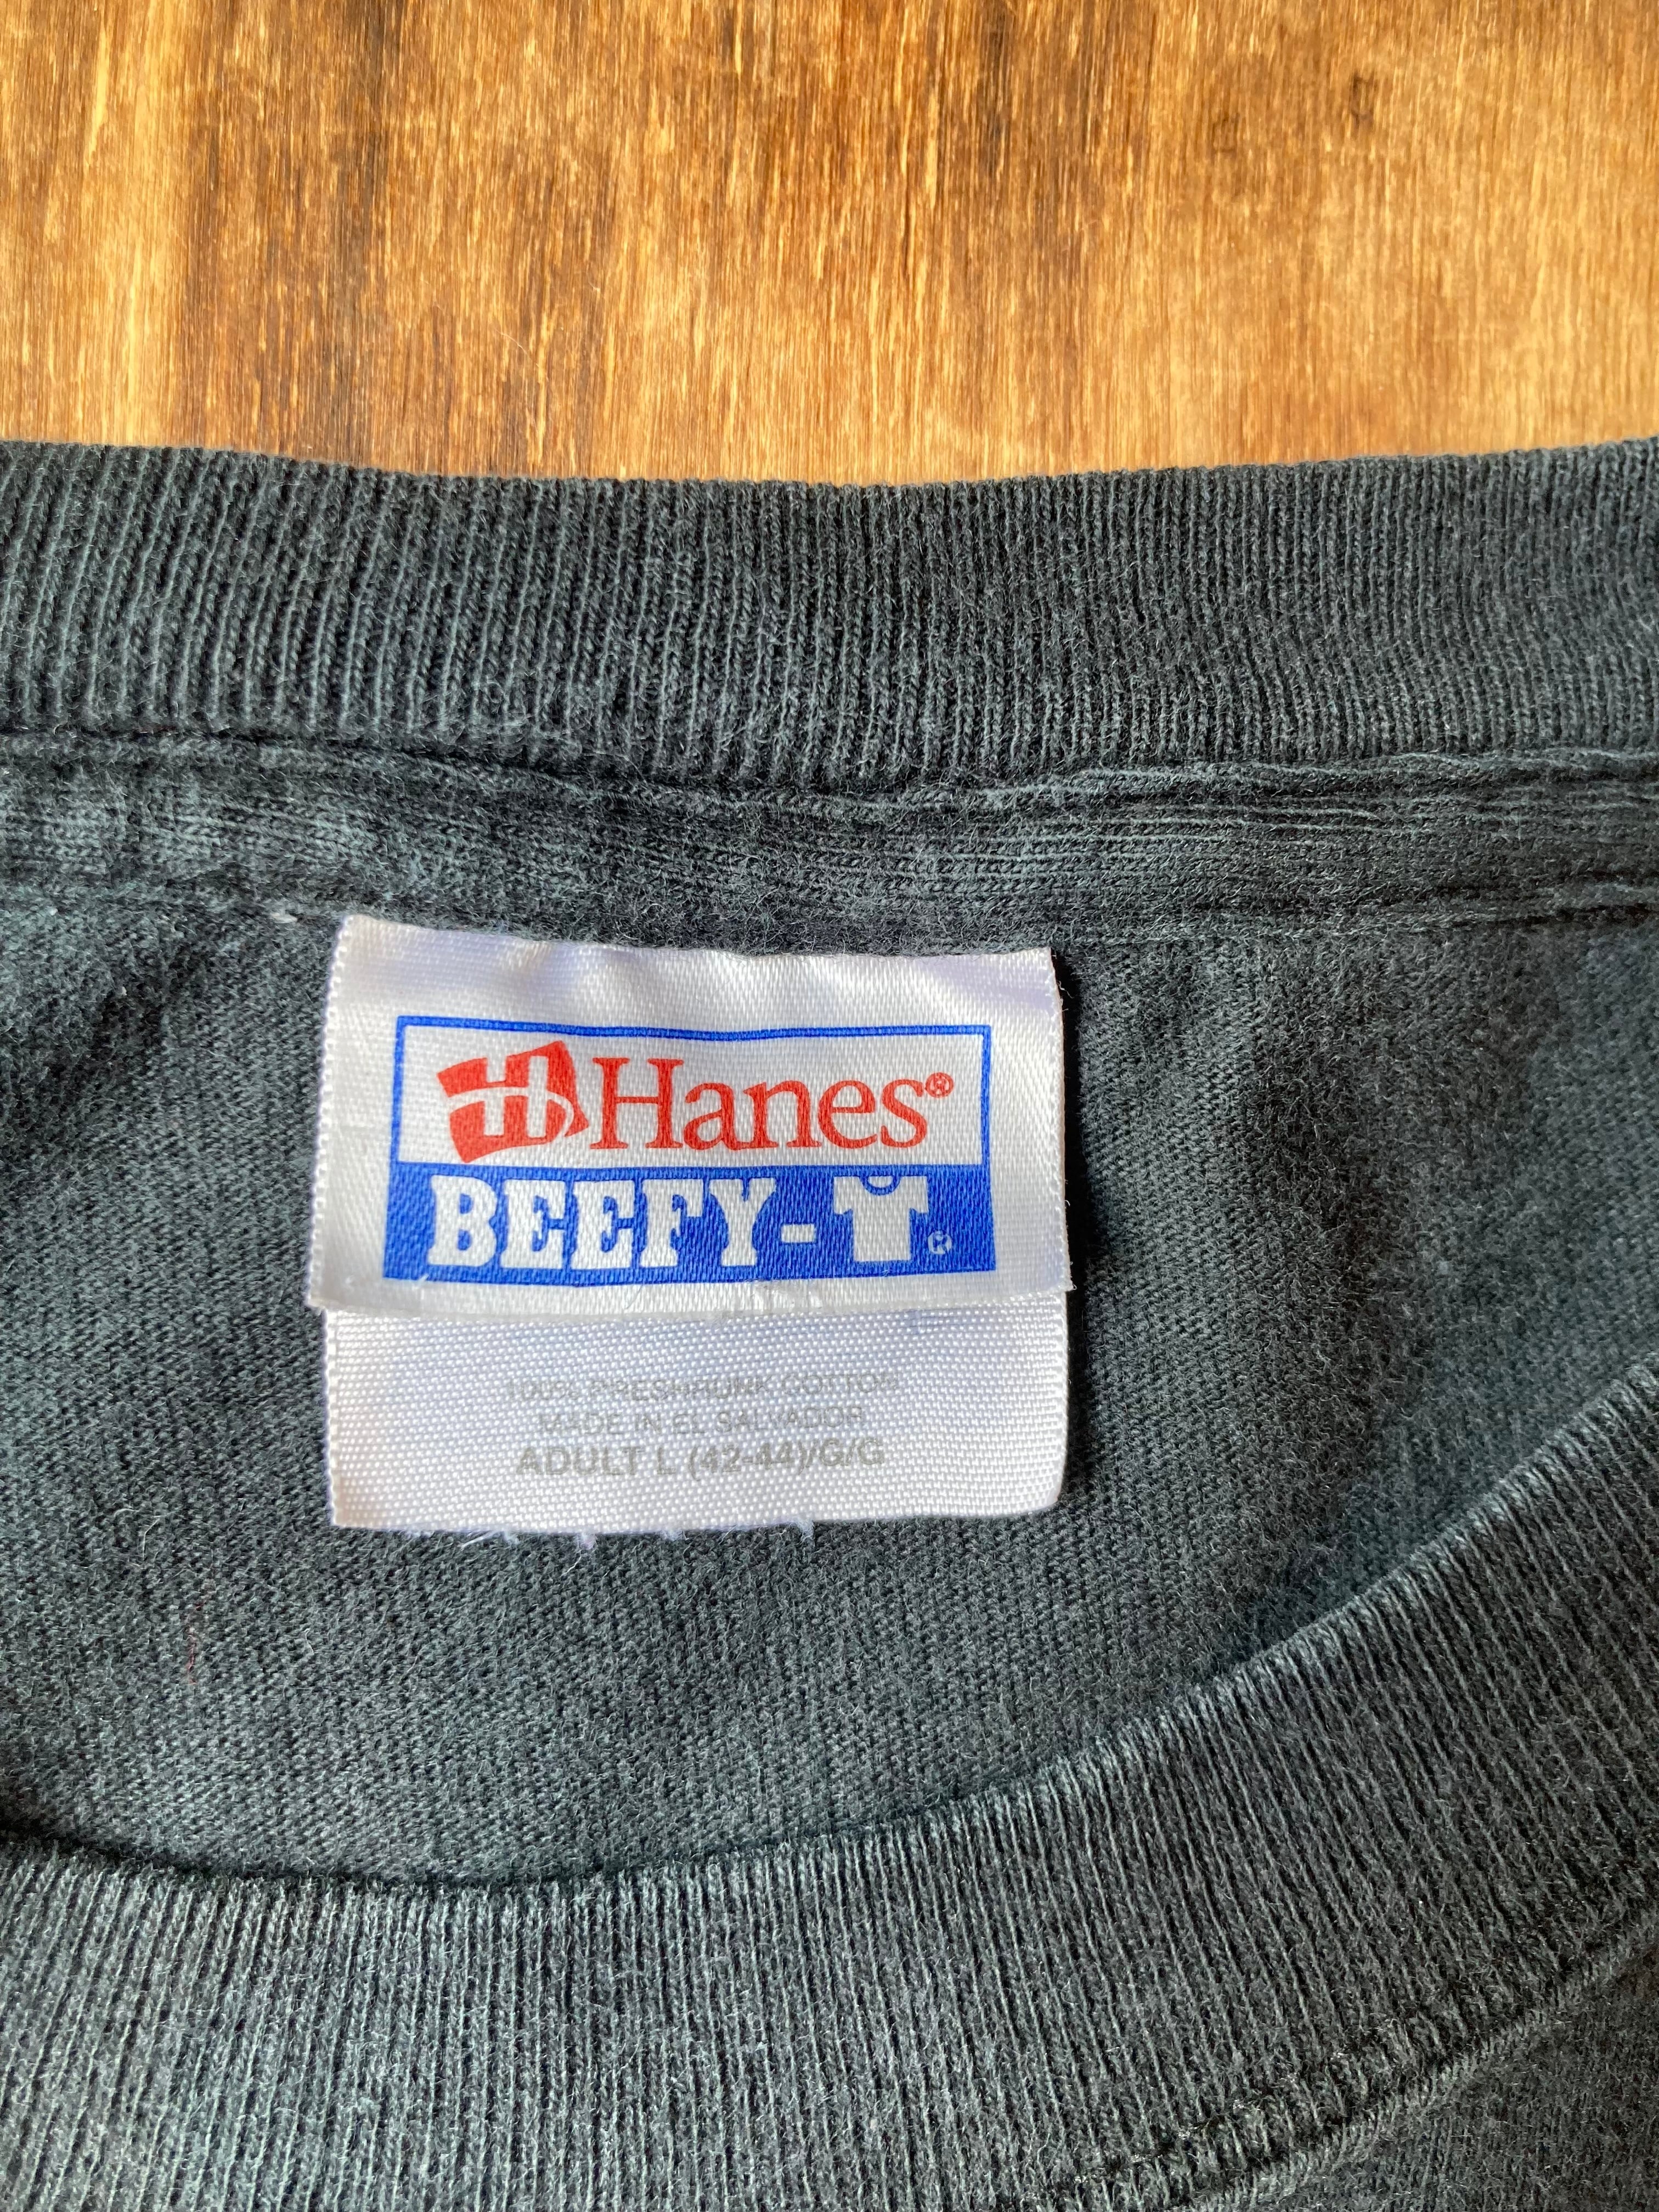 Hanes®
BEEFY-T®
100% PRESHRUNK COTTON
MADE IN EL SALVADOR
ADULT L (42-44)/G/G